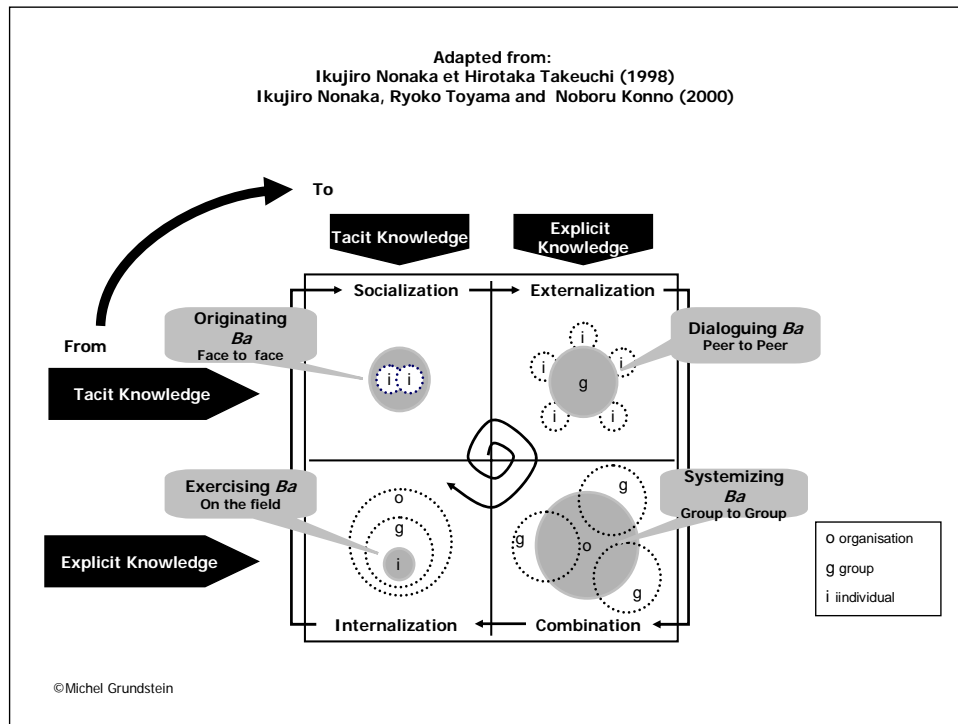 Adapted from:
Ikujiro Nonaka et Hirotaka Takeuchi (1998)
Ikujiro Nonaka, Ryoko Toyama and Noboru Konno (2000)
To
Tacit Knowledge
Explicit
Knowledge
Socialization
Externalization
Originating
Ba
Face to face
Dialoguing Ba
Peer to Peer
From
Tacit Knowledge
i i
i
i
i
i
i
g
Exercising Ba
On the field
Systemizing
Ba
Group to Group
o
g
i
g
g
o
g
Explicit Knowledge
o organisation
g group
i iindividual
Internalization
Combination
©Michel Grundstein